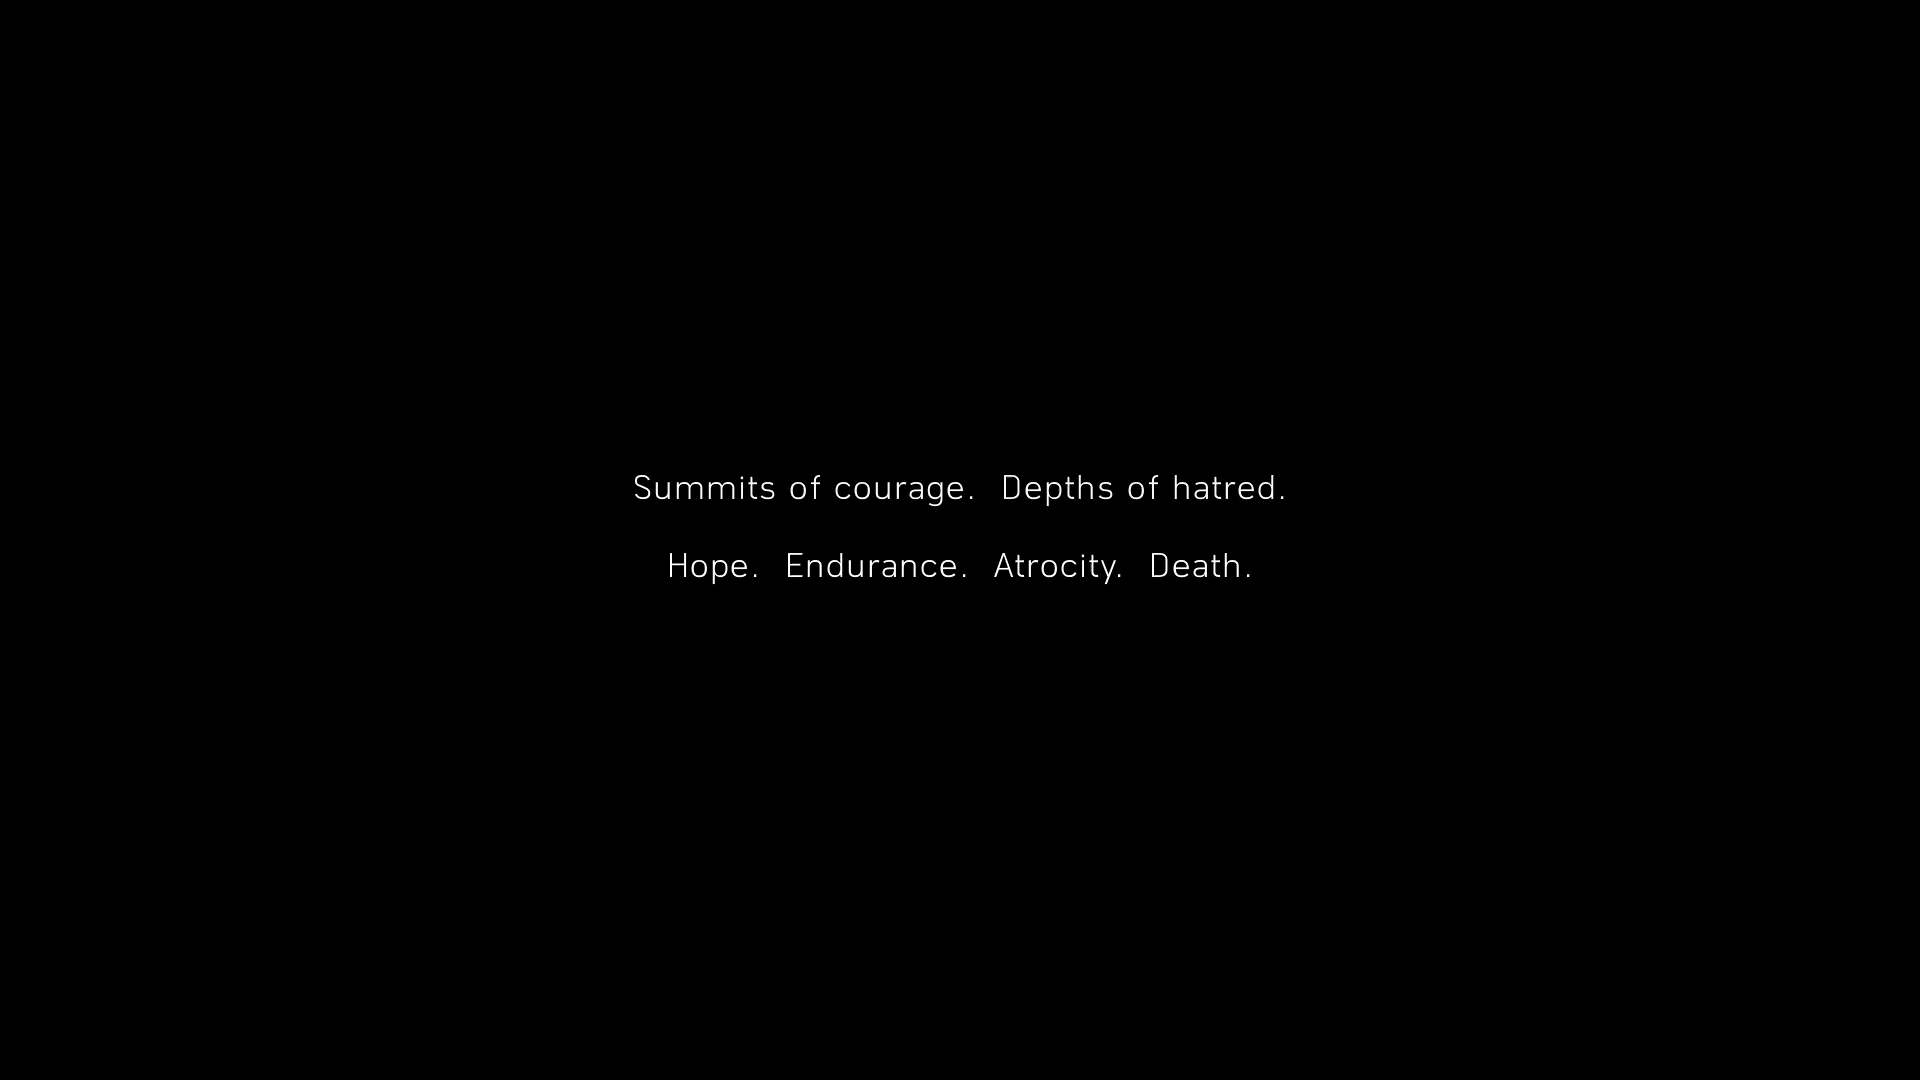 Summits of courage.  Depths of hatred.
Hope.  Endurance.  Atrocity.  Death.